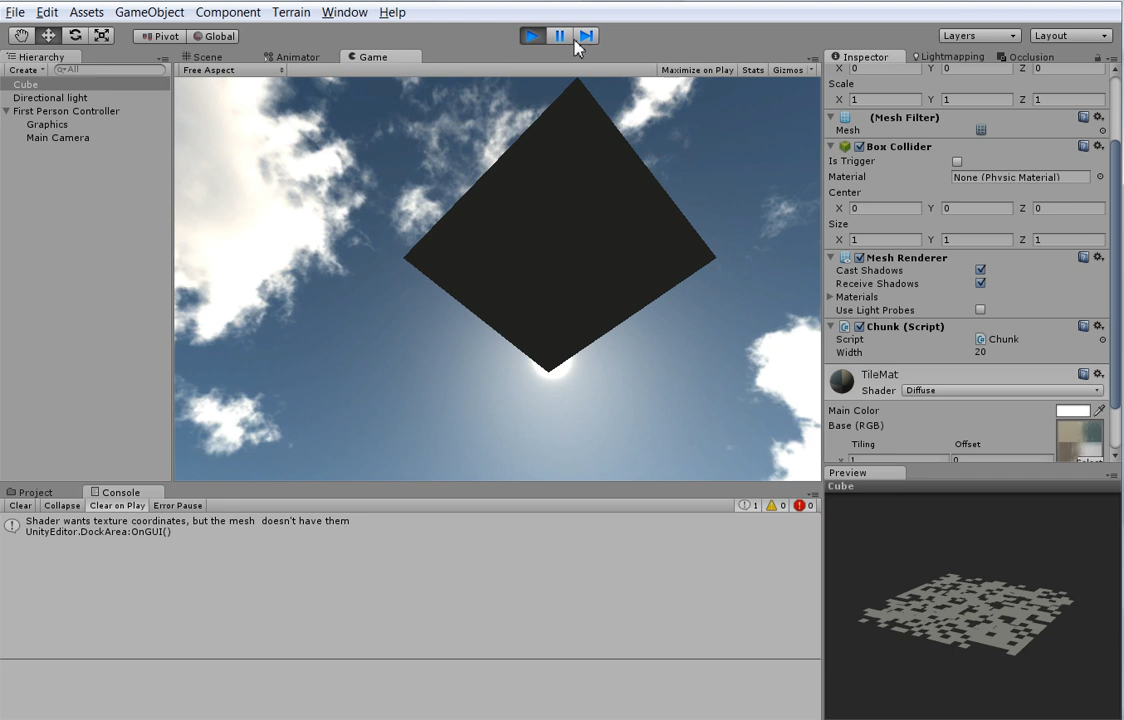 File Edit Assets GameObject Component Terrain Window Help
Pivot Global Layers Layout
Hierarchy Scene Animator Game Inspector Lightmapping Occlusion
Create All Free Aspect Maximize on Play Stats Gizmos
Cube
Directional light
First Person Controller
Graphics
Main Camera
X 0 Y 0 Z 0
Scale
X 1 Y 1 Z 1
(Mesh Filter)
Mesh
Box Collider
Is Trigger
Material None (Physic Material)
Center
X 0 Y 0 Z 0
Size
X 1 Y 1 Z 1
Mesh Renderer
Cast Shadows
Receive Shadows
Materials
Use Light Probes
Chunk (Script)
Script Chunk
Width 20
TileMat
Shader Diffuse
Main Color
Base (RGB)
Tiling Offset
x 1 0
Select
Preview
Cube
Project Console
Clear Collapse Clear on Play Error Pause 1 0 0
Shader wants texture coordinates, but the mesh  doesn't have them
UnityEditor.DockArea:OnGUI()